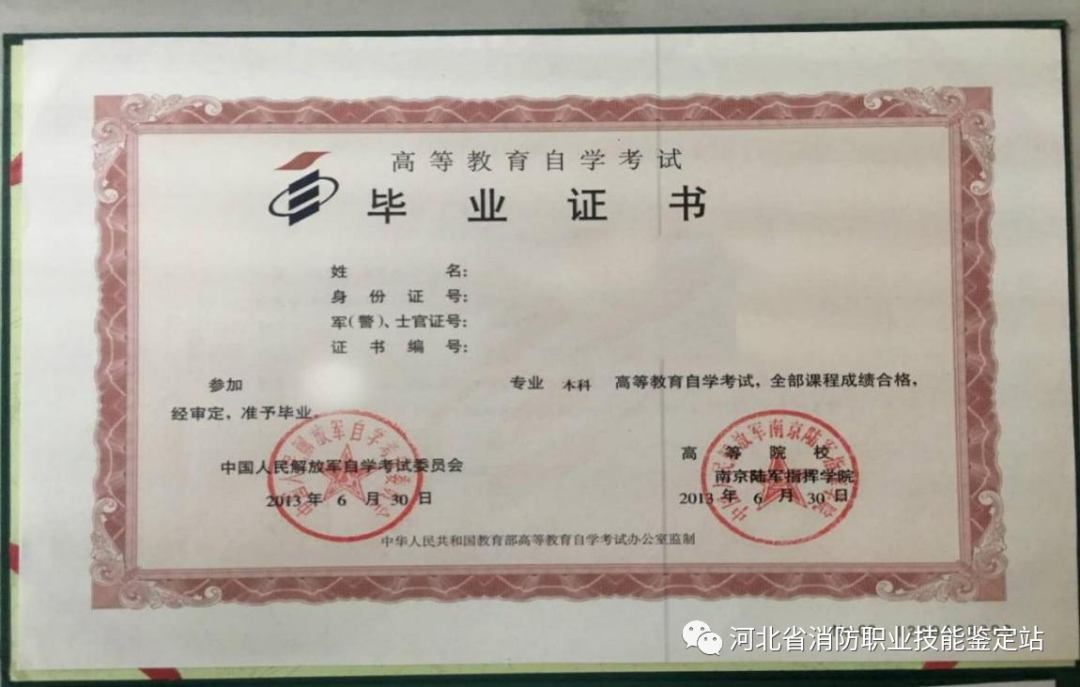 高等教育自学考试
毕业证书
姓名:
身份证号:
军(警)、士官证号:
证书编号:
参加 专业 本科 高等教育自学考试，全部课程成绩合格，
经审定，准予毕业。
中国人民解放军自学考试委员会
2013年6月30日
高等院校
南京陆军指挥学院
2013年6月30日
中华人民共和国教育部高等教育自学考试办公室监制
河北省消防职业技能鉴定站